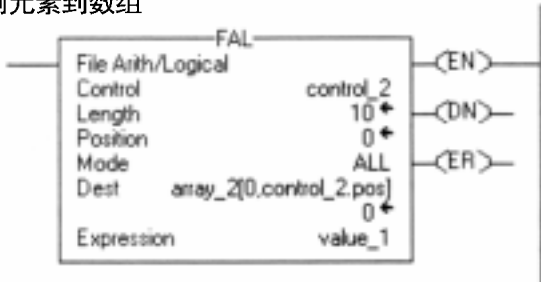 元素到数组
FAL
File Arith/Logical
Control control_2
Length 10
Position 0
Mode ALL
Dest array_2[0,control_2.pos]
0
Expression value_1
EN
DN
ER